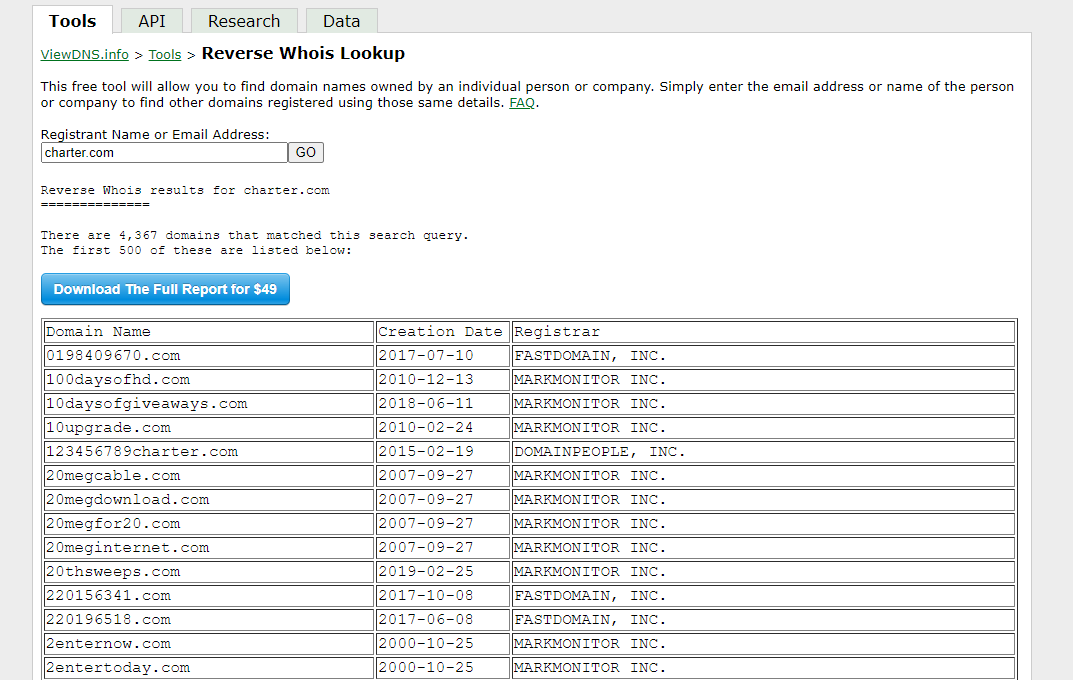 Tools API Research Data
ViewDNS.info > Tools > Reverse Whois Lookup
This free tool will allow you to find domain names owned by an individual person or company. Simply enter the email address or name of the person
or company to find other domains registered using those same details. FAQ.
Registrant Name or Email Address:
charter.com GO
Reverse Whois results for charter.com
==============
There are 4,367 domains that matched this search query.
The first 500 of these are listed below:
Download The Full Report for $49
Domain Name Creation Date Registrar
0198409670.com 2017-07-10 FASTDOMAIN, INC.
100daysofhd.com 2010-12-13 MARKMONITOR INC.
10daysofgiveaways.com 2018-06-11 MARKMONITOR INC.
10upgrade.com 2010-02-24 MARKMONITOR INC.
123456789charter.com 2015-02-19 DOMAINPEOPLE, INC.
20megcable.com 2007-09-27 MARKMONITOR INC.
20megdownload.com 2007-09-27 MARKMONITOR INC.
20megfor20.com 2007-09-27 MARKMONITOR INC.
20meginternet.com 2007-09-27 MARKMONITOR INC.
20thsweeps.com 2019-02-25 MARKMONITOR INC.
220156341.com 2017-10-08 FASTDOMAIN, INC.
220196518.com 2017-06-08 FASTDOMAIN, INC.
2enternow.com 2000-10-25 MARKMONITOR INC.
2entertoday.com 2000-10-25 MARKMONITOR INC.